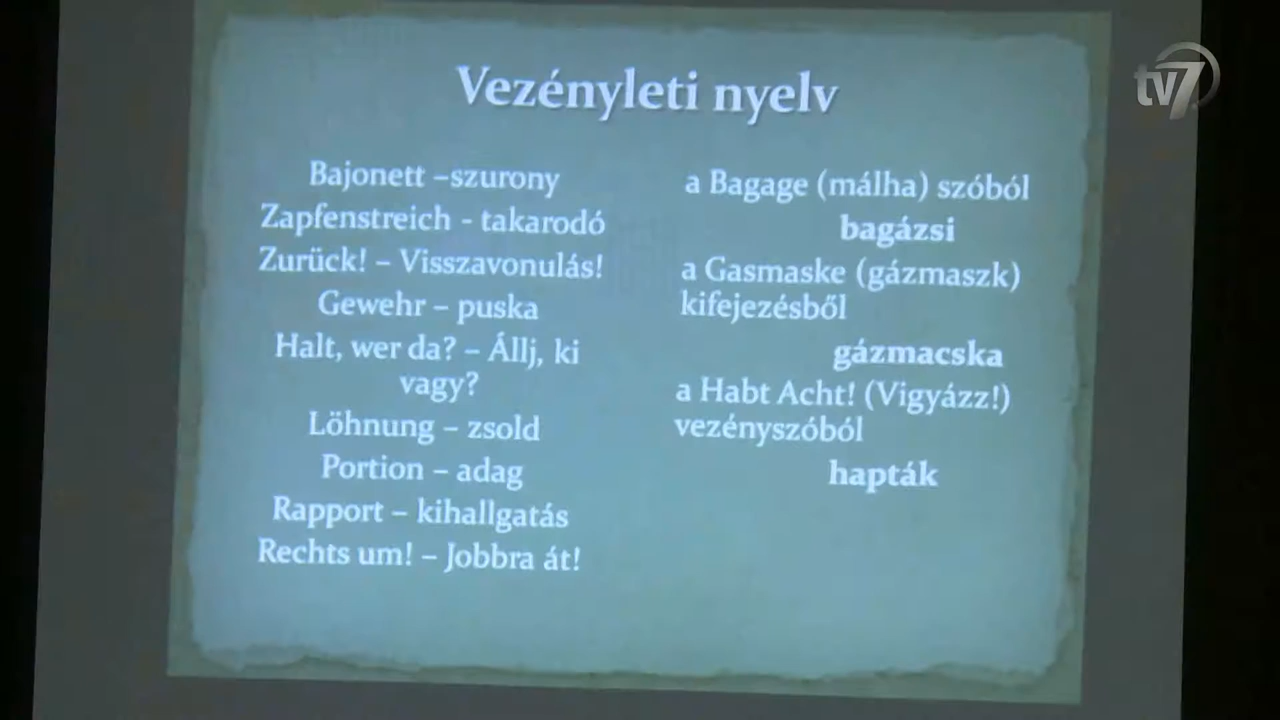 Vezényleti nyelv
Bajonett –szurony
Zapfenstreich - takarodó
Zurück! – Visszavonulás!
Gewehr – puska
Halt, wer da? – Állj, ki
vagy?
Löhnung – zsold
Portion – adag
Rapport – kihallgatás
Rechts um! – Jobbra át!
a Bagage (málha) szóból
bagázsi
a Gasmaske (gázmaszk)
kifejezésből
gázmacska
a Habt Acht! (Vigyázz!)
vezényszóból
hapták
tv7